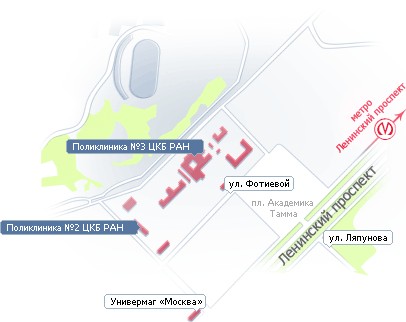 метро
Ленинский проспект
Поликлиника №3 ЦКБ РАН
ул. Фотиевой
пл. Академика
Тамма
Ленинский проспект
Поликлиника №2 ЦКБ РАН
ул. Ляпунова
Универмаг «Москва»